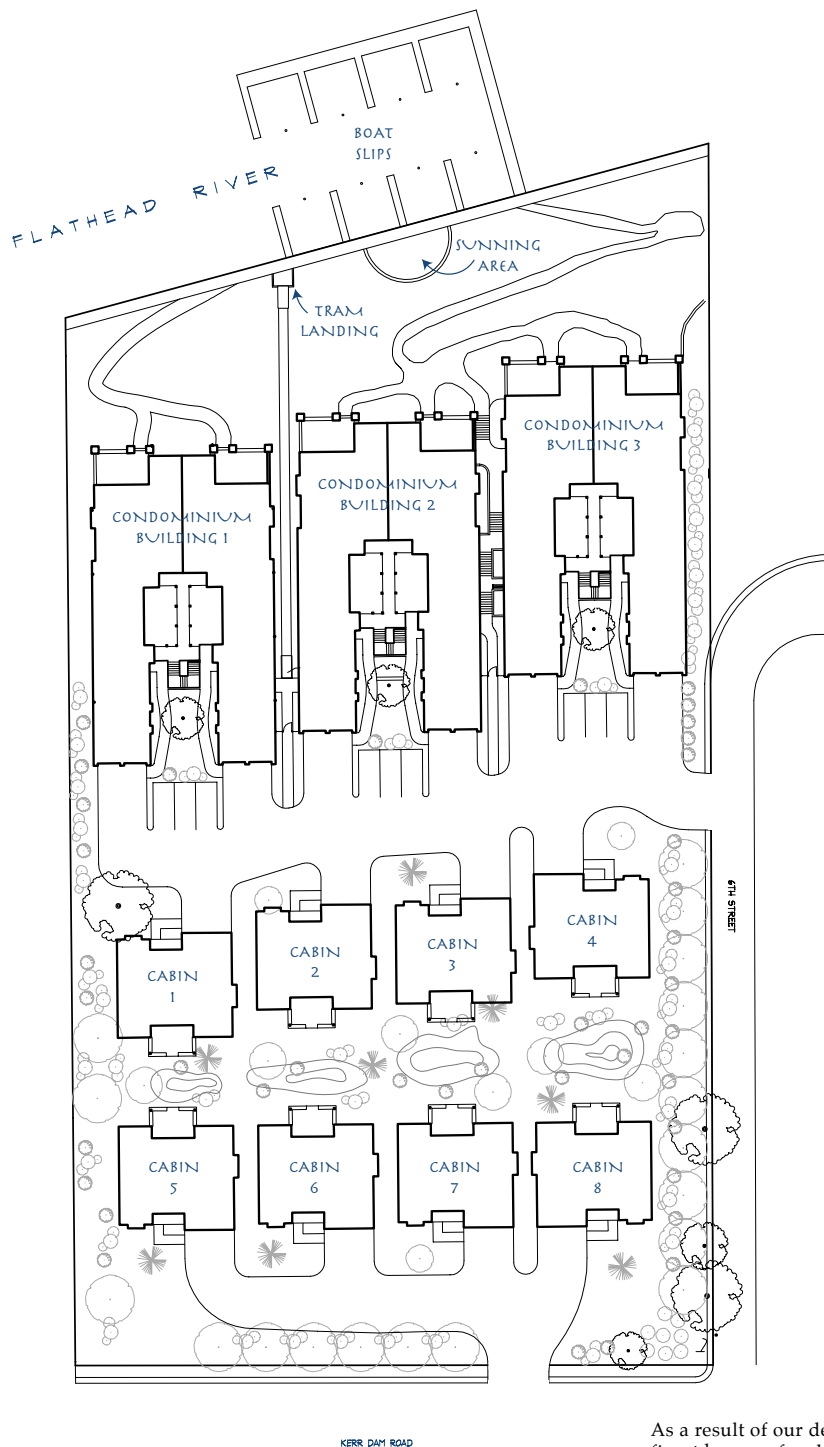 BOAT
SLIPS
FLATHEAD RIVER
SUNNING
AREA
TRAM
LANDING
CONDOMINIUM
BUILDING 3
CONDOMINIUM
BUILDING 2
CONDOMINIUM
BUILDING 1
6TH STREET
CABIN
4
CABIN
3
CABIN
2
CABIN
1
CABIN
5
CABIN
6
CABIN
7
CABIN
8
KERR DAM ROAD
As a result of our de